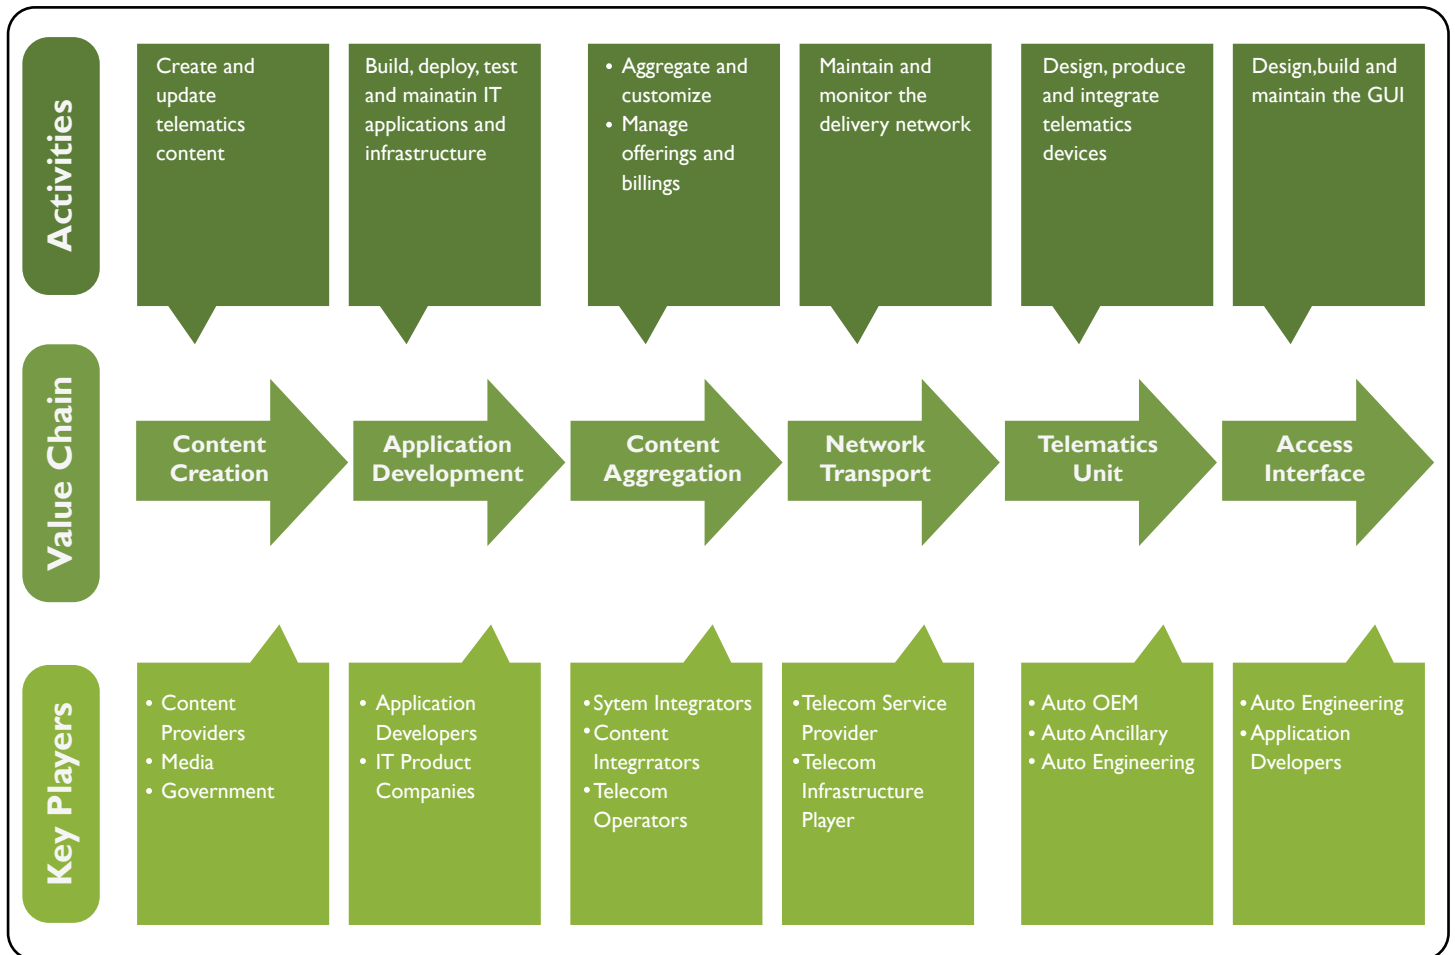 Activities
Create and
update
telematics
content
Build, deploy, test
and mainatin IT
applications and
infrastructure
• Aggregate and
customize
• Manage
offerings and
billings
Maintain and
monitor the
delivery network
Design, produce
and integrate
telematics
devices
Design,build and
maintain the GUI
Value Chain
Content
Creation
Application
Development
Content
Aggregation
Network
Transport
Telematics
Unit
Access
Interface
Key Players
• Content
Providers
• Media
• Government
• Application
Developers
• IT Product
Companies
• Sytem Integrators
• Content
Integrrators
• Telecom
Operators
• Telecom Service
Provider
• Telecom
Infrastructure
Player
• Auto OEM
• Auto Ancillary
• Auto Engineering
• Auto Engineering
• Application
Dvelopers